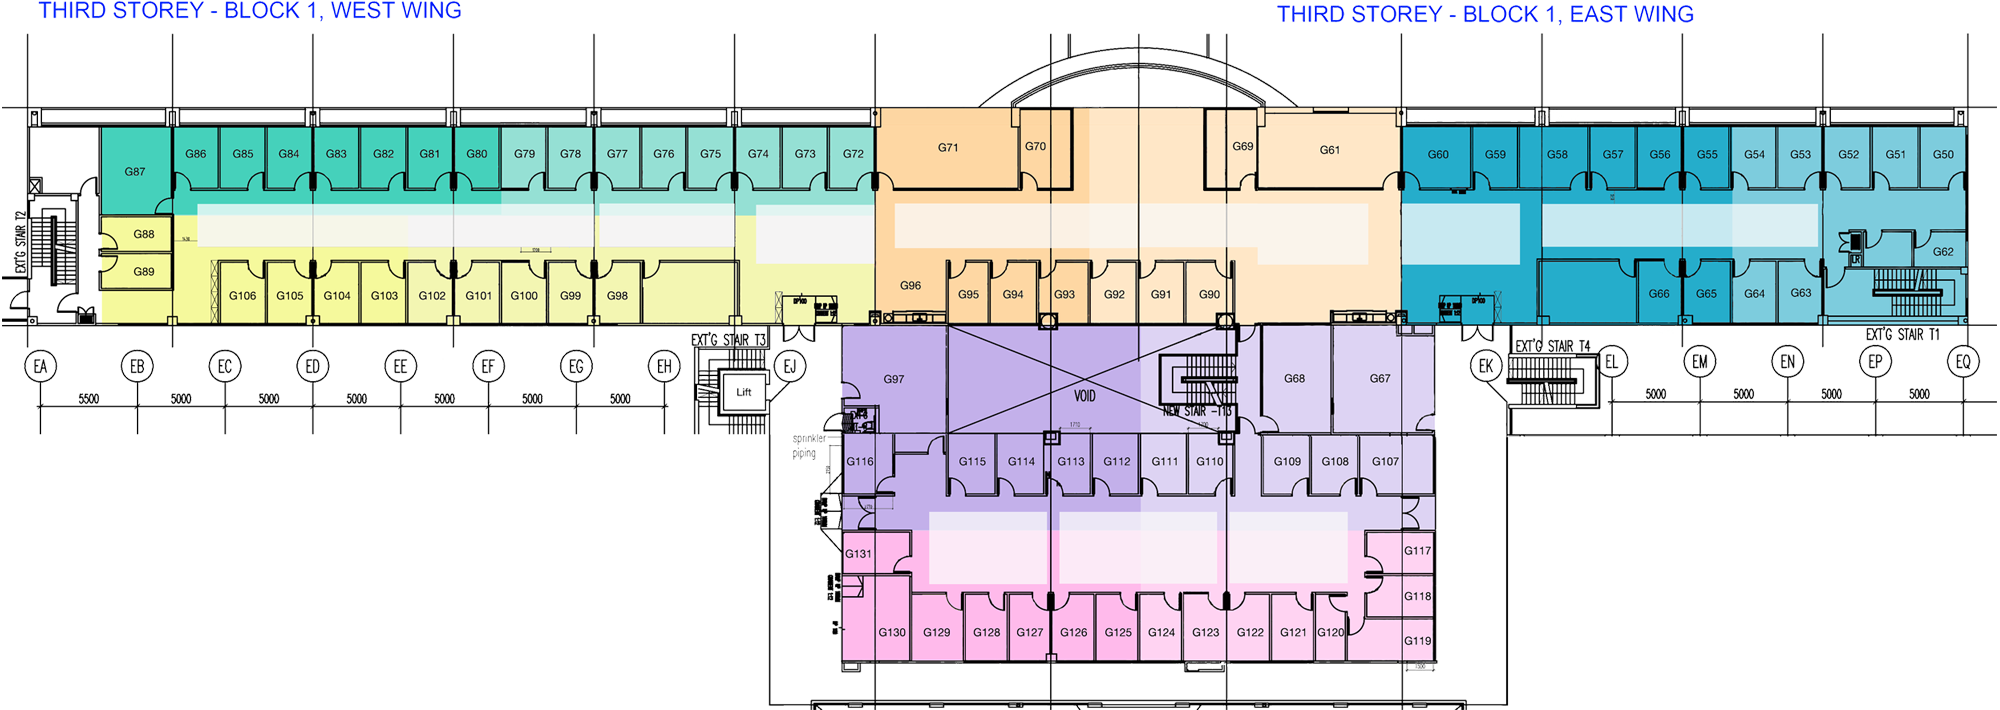 THIRD STOREY - BLOCK 1, WEST WING
THIRD STOREY - BLOCK 1, EAST WING
G87
G86
G85
G84
G83
G82
G81
G80
G79
G78
G77
G76
G75
G74
G73
G72
G71
G70
G69
G61
G60
G59
G58
G57
G56
G55
G54
G53
G52
G51
G50
EXT'G STAIR T2
G88
G89
G62
G106
G105
G104
G103
G102
G101
G100
G99
G98
G96
G95
G94
G93
G92
G91
G90
G66
G65
G64
G63
EXT'G STAIR T3
EXT'G STAIR T4
EXT'G STAIR T1
EA
EB
EC
ED
EE
EF
EG
EH
EJ
EK
EL
EM
EN
EP
EQ
5500
5000
5000
5000
5000
5000
5000
5000
5000
5000
5000
Lift
G97
VOID
NEW STAIR -T13
G68
G67
sprinkler
piping
1710
G116
G115
G114
G113
G112
G111
G110
G109
G108
G107
G131
G117
G118
G130
G129
G128
G127
G126
G125
G124
G123
G122
G121
G120
G119
1500